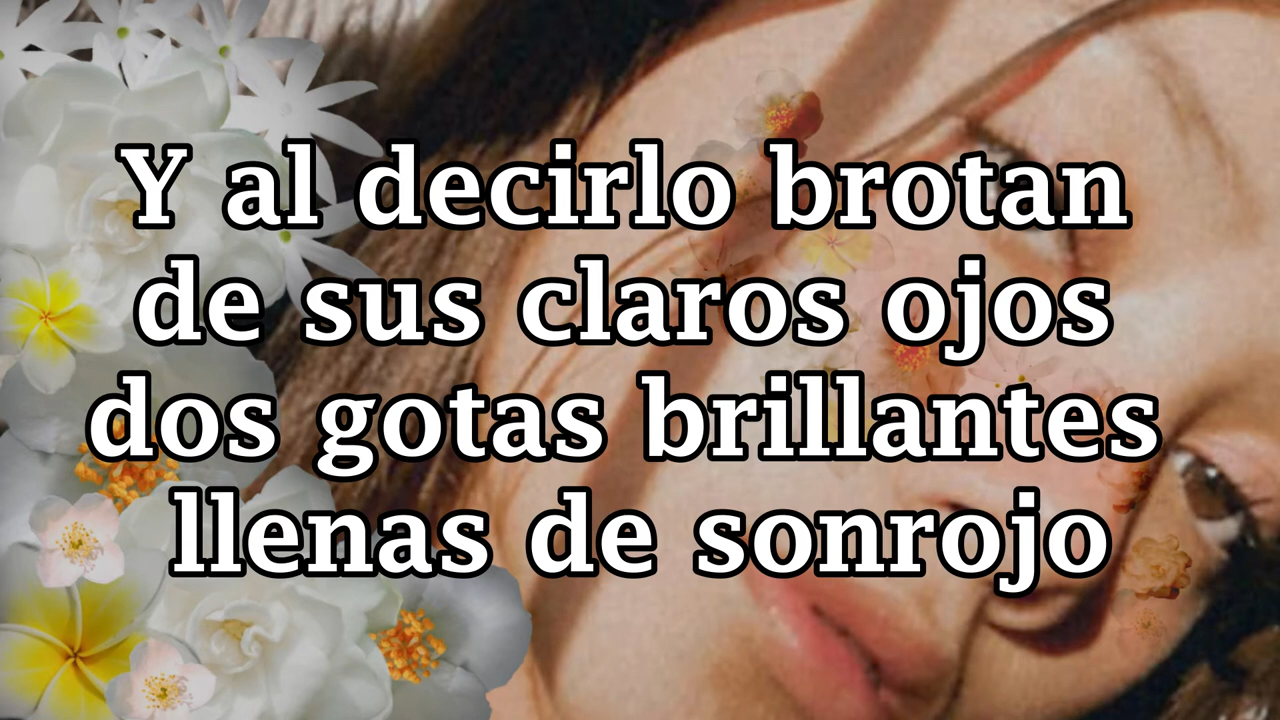 Y al decirlo brotan
de sus claros ojos
dos gotas brillantes
llenas de sonrojo